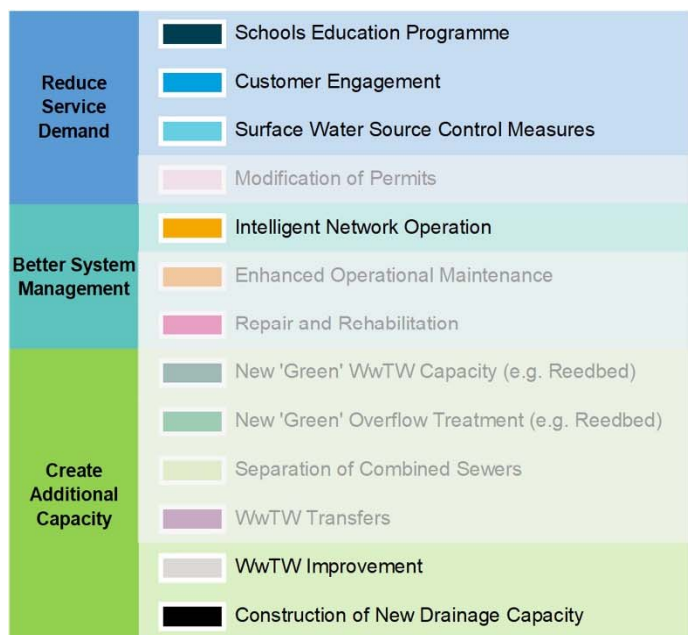 Reduce
Service
Demand
Schools Education Programme
Customer Engagement
Surface Water Source Control Measures
Modification of Permits
Better System
Management
Intelligent Network Operation
Enhanced Operational Maintenance
Repair and Rehabilitation
Create
Additional
Capacity
New 'Green' WwTW Capacity (e.g. Reedbed)
New 'Green' Overflow Treatment (e.g. Reedbed)
Separation of Combined Sewers
WwTW Transfers
WwTW Improvement
Construction of New Drainage Capacity